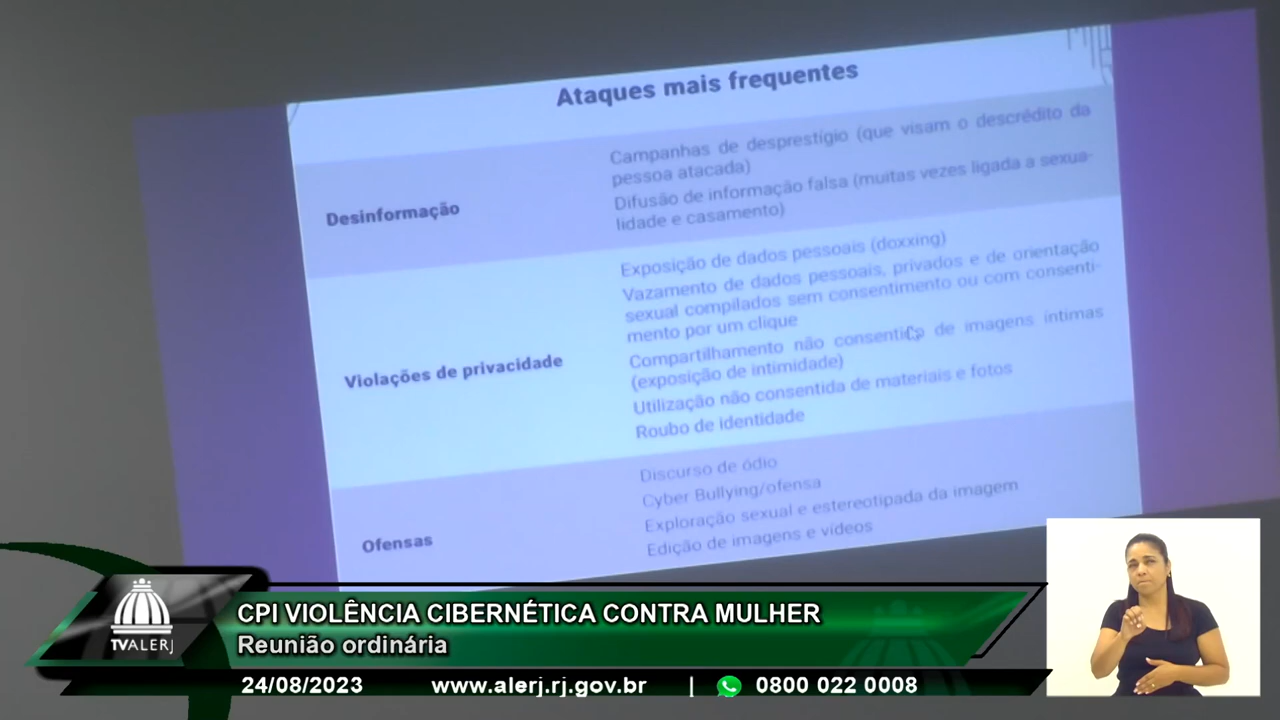 Ataques mais frequentes
Campanhas de desprestígio (que visam o descrédito da
pessoa atacada)
Desinformação
Difusão de informação falsa (muitas vezes ligada a sexua-
lidade e casamento)
Exposição de dados pessoais (doxxing)
Vazamento de dados pessoais, privados e de orientação
sexual compilados sem consentimento ou com consenti-
mento por um clique
Violações de privacidade
Compartilhamento não consentido de imagens íntimas
(exposição de intimidade)
Utilização não consentida de materiais e fotos
Roubo de identidade
Discurso de ódio
Cyber Bullying/ofensa
Ofensas
Exploração sexual e estereotipada da imagem
Edição de imagens e vídeos
TVALERJ
CPI VIOLÊNCIA CIBERNÉTICA CONTRA MULHER
Reunião ordinária
24/08/2023 www.alerj.rj.gov.br | 0800 022 0008